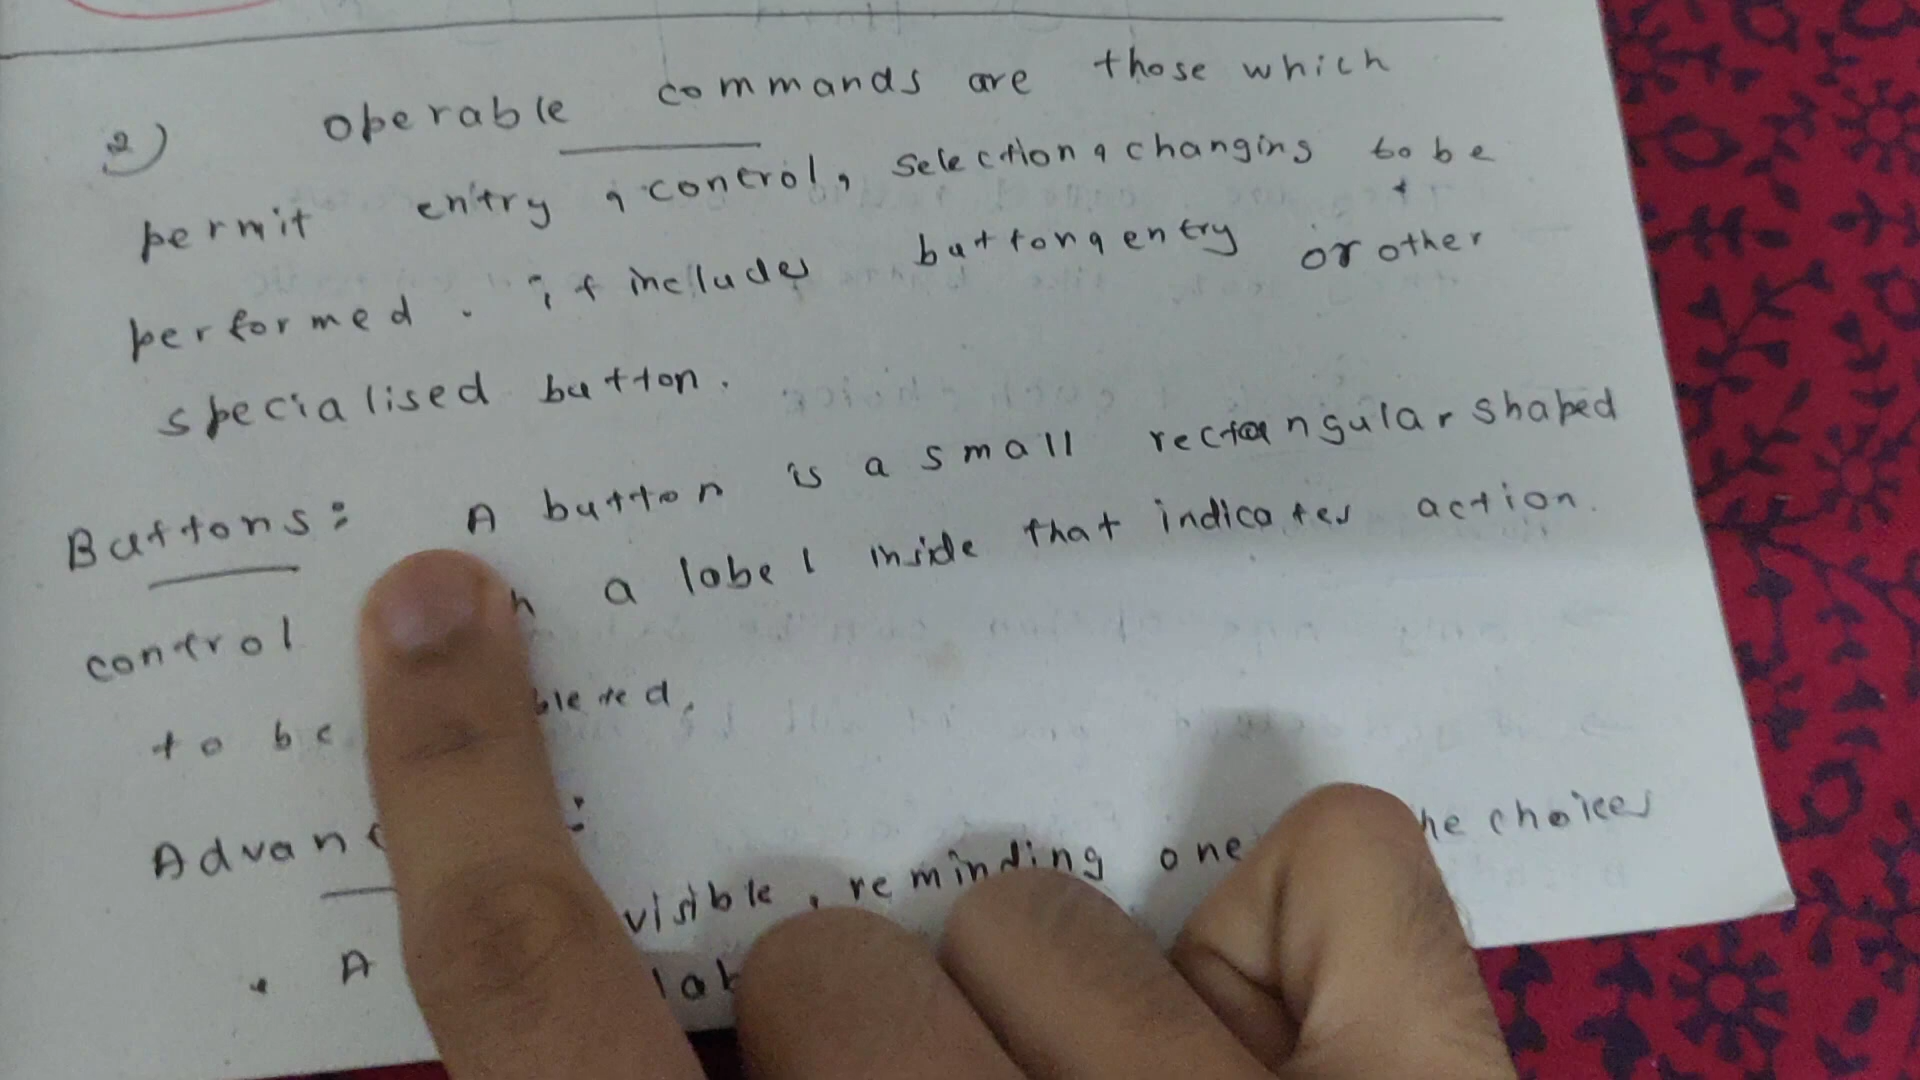 2) operable commands are those which
permit entry, control, selection, changing to be
performed. it includes button, entry or other
specialised button.
Buttons: A button is a small rectangular shaped
control a label inside that indicates action
to be
Advan :
. A visible, reminding one he choices